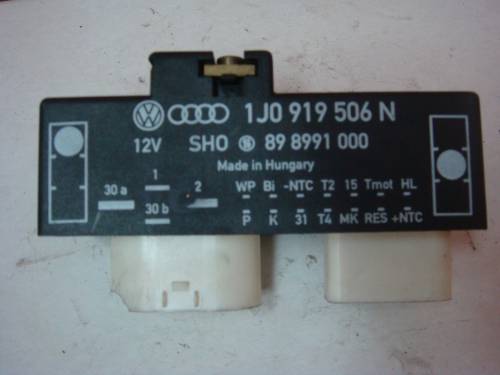 1J0 919 506 N
12V SHO 89 8991 000
Made in Hungary
30 a 1 2 WP Bi -NTC T2 15 Tmot HL
30 b P K 31 T4 MK RES +NTC